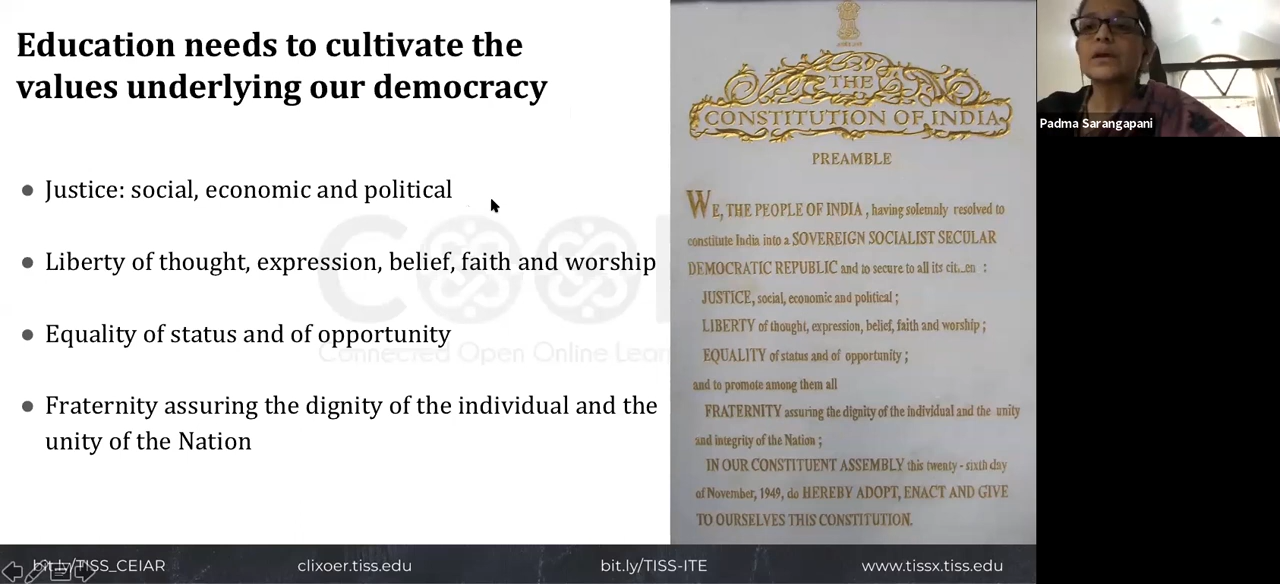 Education needs to cultivate the
values underlying our democracy
Justice: social, economic and political
Liberty of thought, expression, belief, faith and worship
Equality of status and of opportunity
Fraternity assuring the dignity of the individual and the
unity of the Nation
Connected Open Online Lear
THE
CONSTITUTION OF INDIA
PREAMBLE
WE, THE PEOPLE OF INDIA, having solemnly resolved to
constitute India into a SOVEREIGN SOCIALIST SECULAR
DEMOCRATIC REPUBLIC and to secure to all its :
JUSTICE, social, economic and political ;
LIBERTY of thought, expression, belief, faith and worship ;
EQUALITY of status and of opportunity ;
and to promote among them all
FRATERNITY assuring the dignity of the individual and the unity
and integrity of the Nation ;
IN OUR CONSTITUENT ASSEMBLY this twenty - sixth day
of November, 1949, do HEREBY ADOPT, ENACT AND GIVE
TO OURSELVES THIS CONSTITUTION.
Padma Sarangapani
bit.ly/TISS_CEIAR
clixoer.tiss.edu
bit.ly/TISS-ITE
www.tissx.tiss.edu